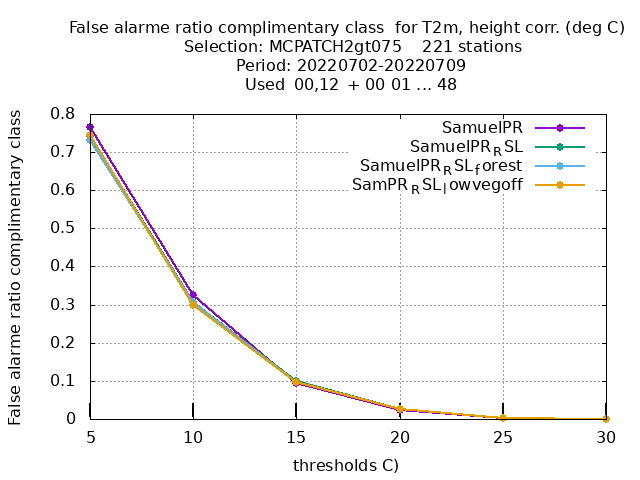 False alarme ratio complimentary class  for T2m, height corr. (deg C)
Selection: MCPATCH2gt075    221 stations
Period: 20220702-20220709
Used  00,12  + 00 01 ... 48
False alarme ratio complimentary class
0.8
0.7
0.6
0.5
0.4
0.3
0.2
0.1
0
SamuelPR
SamuelPR_RSL
SamuelPR_RSL_forest
SamPR_RSL_lowvegoff
5 10 15 20 25 30
thresholds C)